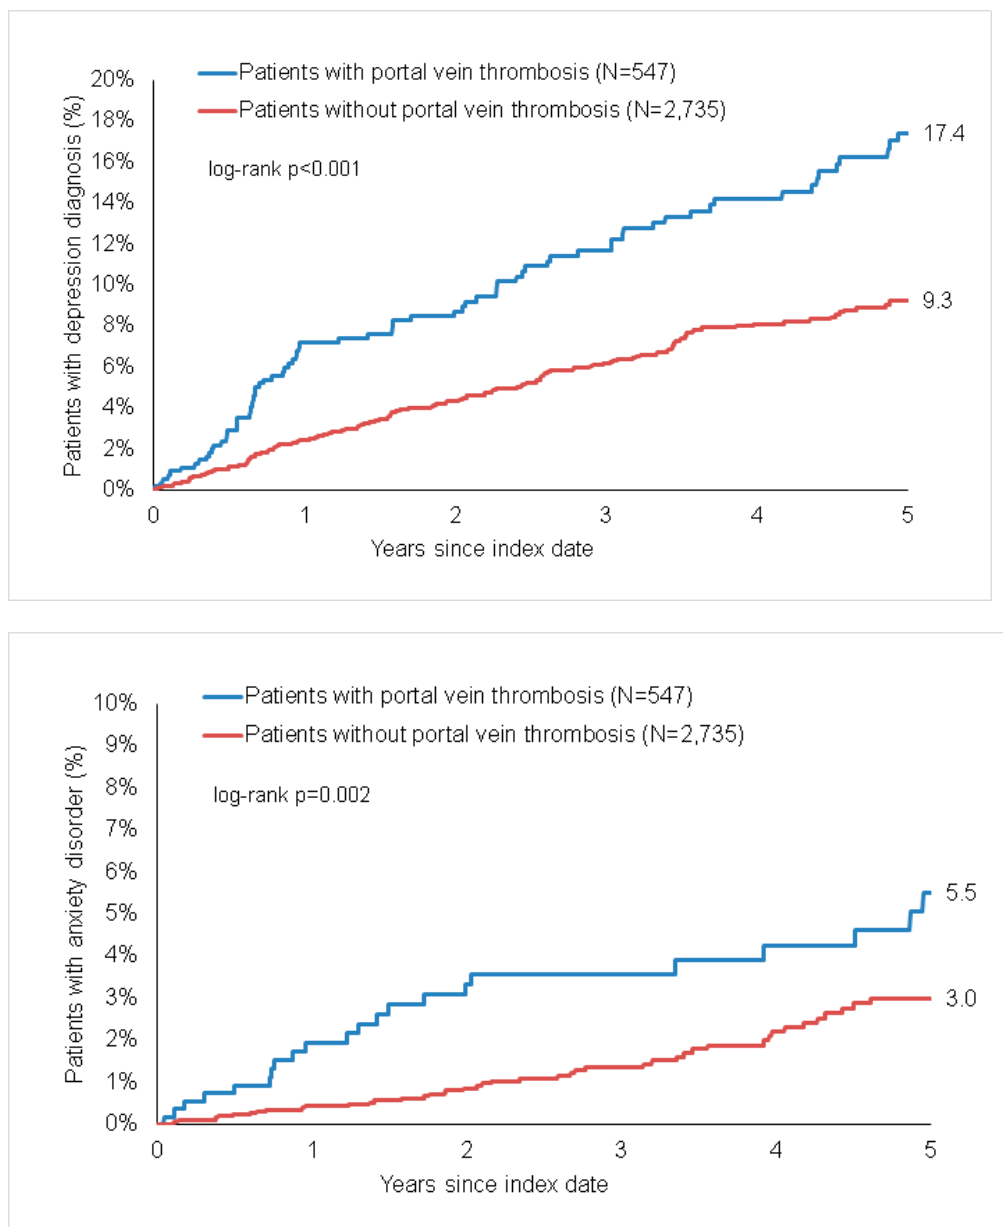 Patients with portal vein thrombosis (N=547)
Patients without portal vein thrombosis (N=2,735)
log-rank p<0.001
Patients with depression diagnosis (%)
20%
18%
16%
14%
12%
10%
8%
6%
4%
2%
0%
17.4
9.3
0 1 2 3 4 5
Years since index date
Patients with portal vein thrombosis (N=547)
Patients without portal vein thrombosis (N=2,735)
log-rank p=0.002
Patients with anxiety disorder (%)
10%
9%
8%
7%
6%
5%
4%
3%
2%
1%
0%
5.5
3.0
0 1 2 3 4 5
Years since index date